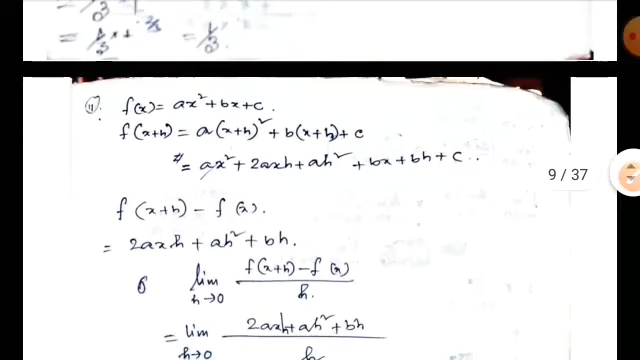 = 1/3 x + 2/3 = 1/3.
11. f(x) = ax² + bx + c.
f(x+h) = a(x+h)² + b(x+h) + c
= ax² + 2axh + ah² + bx + bh + c ..
9 / 37
f(x+h) - f(x).
= 2axh + ah² + bh.
lim h→0 f(x+h) - f(x) / h.
= lim h→0 2axh + ah² + bh / h